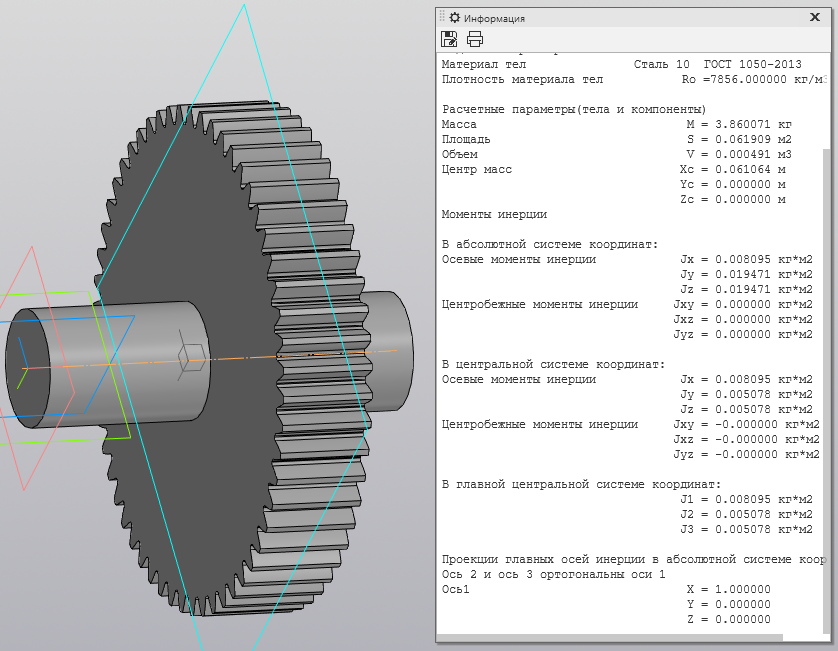 Информация
Материал тел Сталь 10 ГОСТ 1050-2013
Плотность материала тел Ro =7856.000000 кг/м3
Расчетные параметры(тела и компоненты)
Масса M = 3.860071 кг
Площадь S = 0.061909 м2
Объем V = 0.000491 м3
Центр масс Xc = 0.061064 м
Yc = 0.000000 м
Zc = 0.000000 м
Моменты инерции
В абсолютной системе координат:
Осевые моменты инерции Jx = 0.008095 кг*м2
Jy = 0.019471 кг*м2
Jz = 0.019471 кг*м2
Центробежные моменты инерции Jxy = 0.000000 кг*м2
Jxz = 0.000000 кг*м2
Jyz = 0.000000 кг*м2
В центральной системе координат:
Осевые моменты инерции Jx = 0.008095 кг*м2
Jy = 0.005078 кг*м2
Jz = 0.005078 кг*м2
Центробежные моменты инерции Jxy = -0.000000 кг*м2
Jxz = -0.000000 кг*м2
Jyz = -0.000000 кг*м2
В главной центральной системе координат:
J1 = 0.008095 кг*м2
J2 = 0.005078 кг*м2
J3 = 0.005078 кг*м2
Проекции главных осей инерции в абсолютной системе коор
Ось 2 и ось 3 ортогональны оси 1
Ось1 X = 1.000000
Y = 0.000000
Z = 0.000000